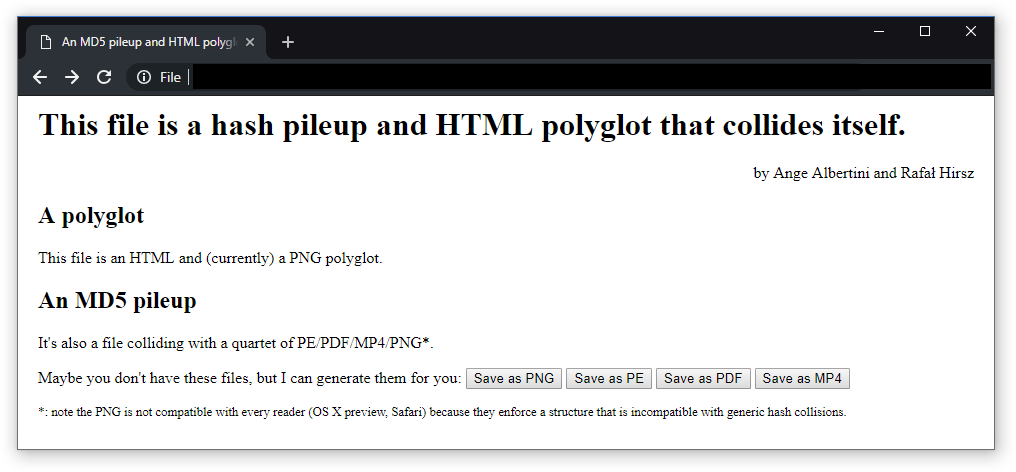 An MD5 pileup and HTML polygl
File
This file is a hash pileup and HTML polyglot that collides itself.
by Ange Albertini and Rafał Hirsz
A polyglot
This file is an HTML and (currently) a PNG polyglot.
An MD5 pileup
It's also a file colliding with a quartet of PE/PDF/MP4/PNG*.
Maybe you don't have these files, but I can generate them for you: Save as PNG Save as PE Save as PDF Save as MP4
*: note the PNG is not compatible with every reader (OS X preview, Safari) because they enforce a structure that is incompatible with generic hash collisions.